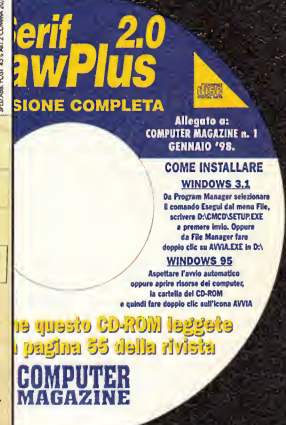 Serif 2.0
awPlus
SIONE COMPLETA
disc
Allegato a:
COMPUTER MAGAZINE n. 1
GENNAIO '98.
COME INSTALLARE
WINDOWS 3.1
Da Program Manager selezionare
il comando Esegui dal menu File,
scrivere D:\CMCD\SETUP.EXE
a premere invio. Oppure
da File Manager fare
doppio clic su AVVIA.EXE in D:\
WINDOWS 95
Aspettare l'avvio automatico
oppure aprire risorse del computer,
la cartella del CD-ROM
e quindi fare doppio clic sull'icona AVVIA
ne questo CD-ROM leggete
pagina 55 della rivista
COMPUTER
MAGAZINE